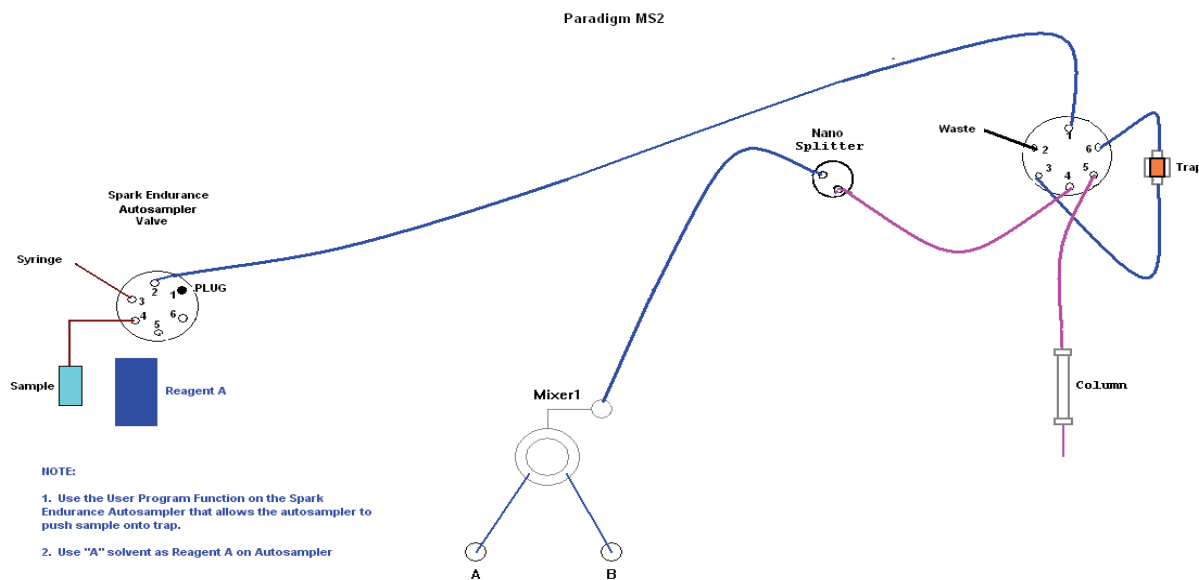 Paradigm MS2
Nano
Splitter
Waste
1
2
6
3
4
5
Trap
Spark Endurance
Autosampler
Valve
Syringe
2
1
PLUG
3
4
6
5
Sample
Reagent A
Mixer1
Column
NOTE:
1. Use the User Program Function on the Spark
Endurance Autosampler that allows the autosampler to
push sample onto trap.
2. Use "A" solvent as Reagent A on Autosampler
A
B